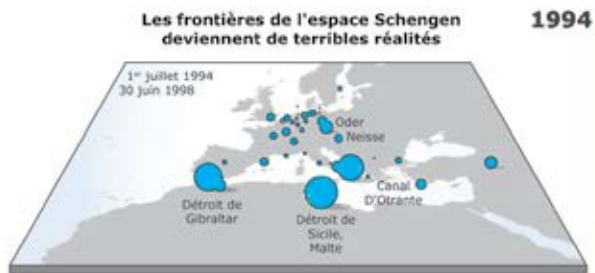 Les frontières de l'espace Schengen
deviennent de terribles réalités
1994
1er juillet 1994
30 juin 1998
Oder
Neisse
Canal
D'Otrante
Détroit de
Gibraltar
Détroit de
Sicile,
Malte